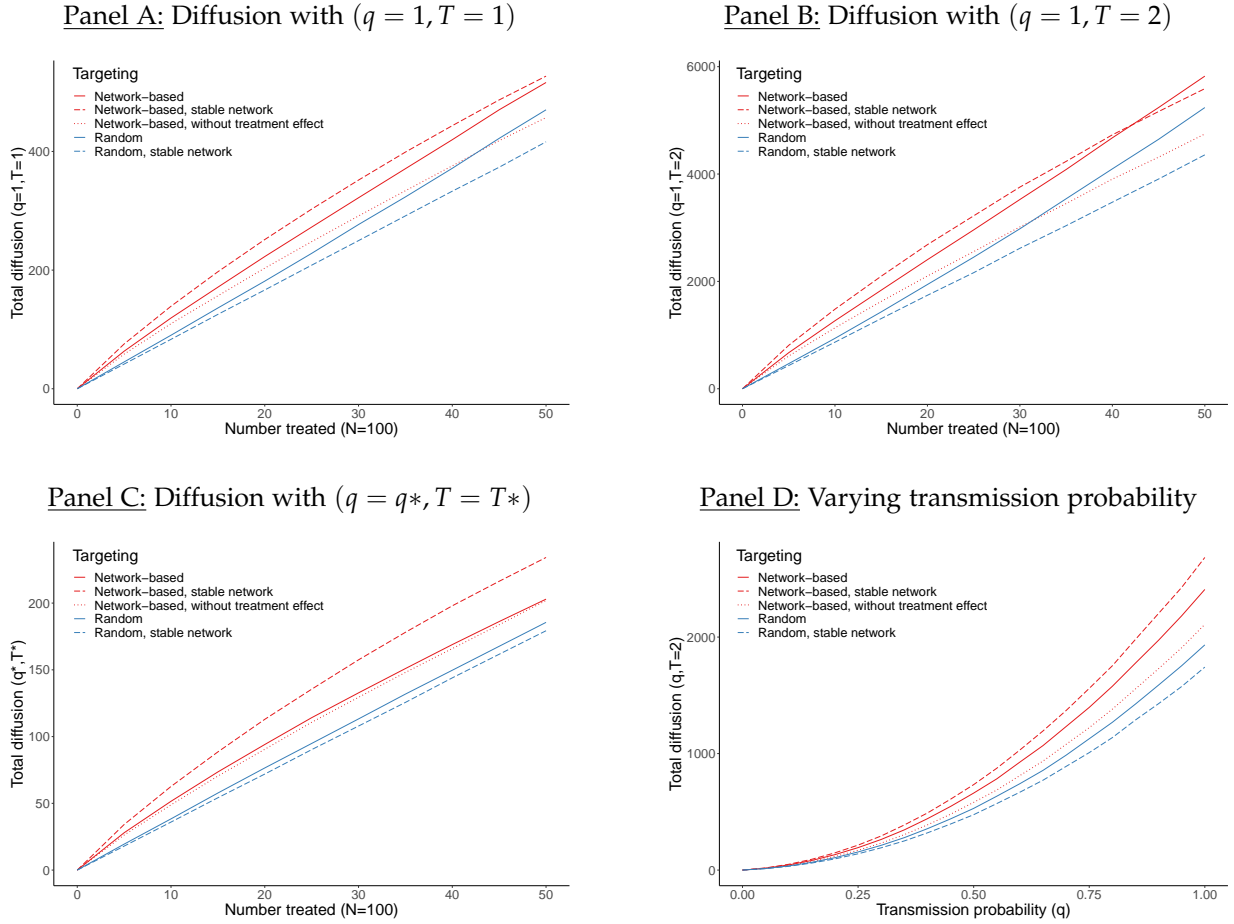 Panel A: Diffusion with (q = 1, T = 1)
Targeting
Network−based
Network−based, stable network
Network−based, without treatment effect
Random
Random, stable network
Total diffusion (q=1,T=1)
400
200
0
0 10 20 30 40 50
Number treated (N=100)
Panel B: Diffusion with (q = 1, T = 2)
Targeting
Network−based
Network−based, stable network
Network−based, without treatment effect
Random
Random, stable network
Total diffusion (q=1,T=2)
6000
4000
2000
0
0 10 20 30 40 50
Number treated (N=100)
Panel C: Diffusion with (q = q∗, T = T∗)
Targeting
Network−based
Network−based, stable network
Network−based, without treatment effect
Random
Random, stable network
Total diffusion (q*,T*)
200
150
100
50
0
0 10 20 30 40 50
Number treated (N=100)
Panel D: Varying transmission probability
Targeting
Network−based
Network−based, stable network
Network−based, without treatment effect
Random
Random, stable network
Total diffusion (q,T=2)
2000
1000
0
0.00 0.25 0.50 0.75 1.00
Transmission probability (q)